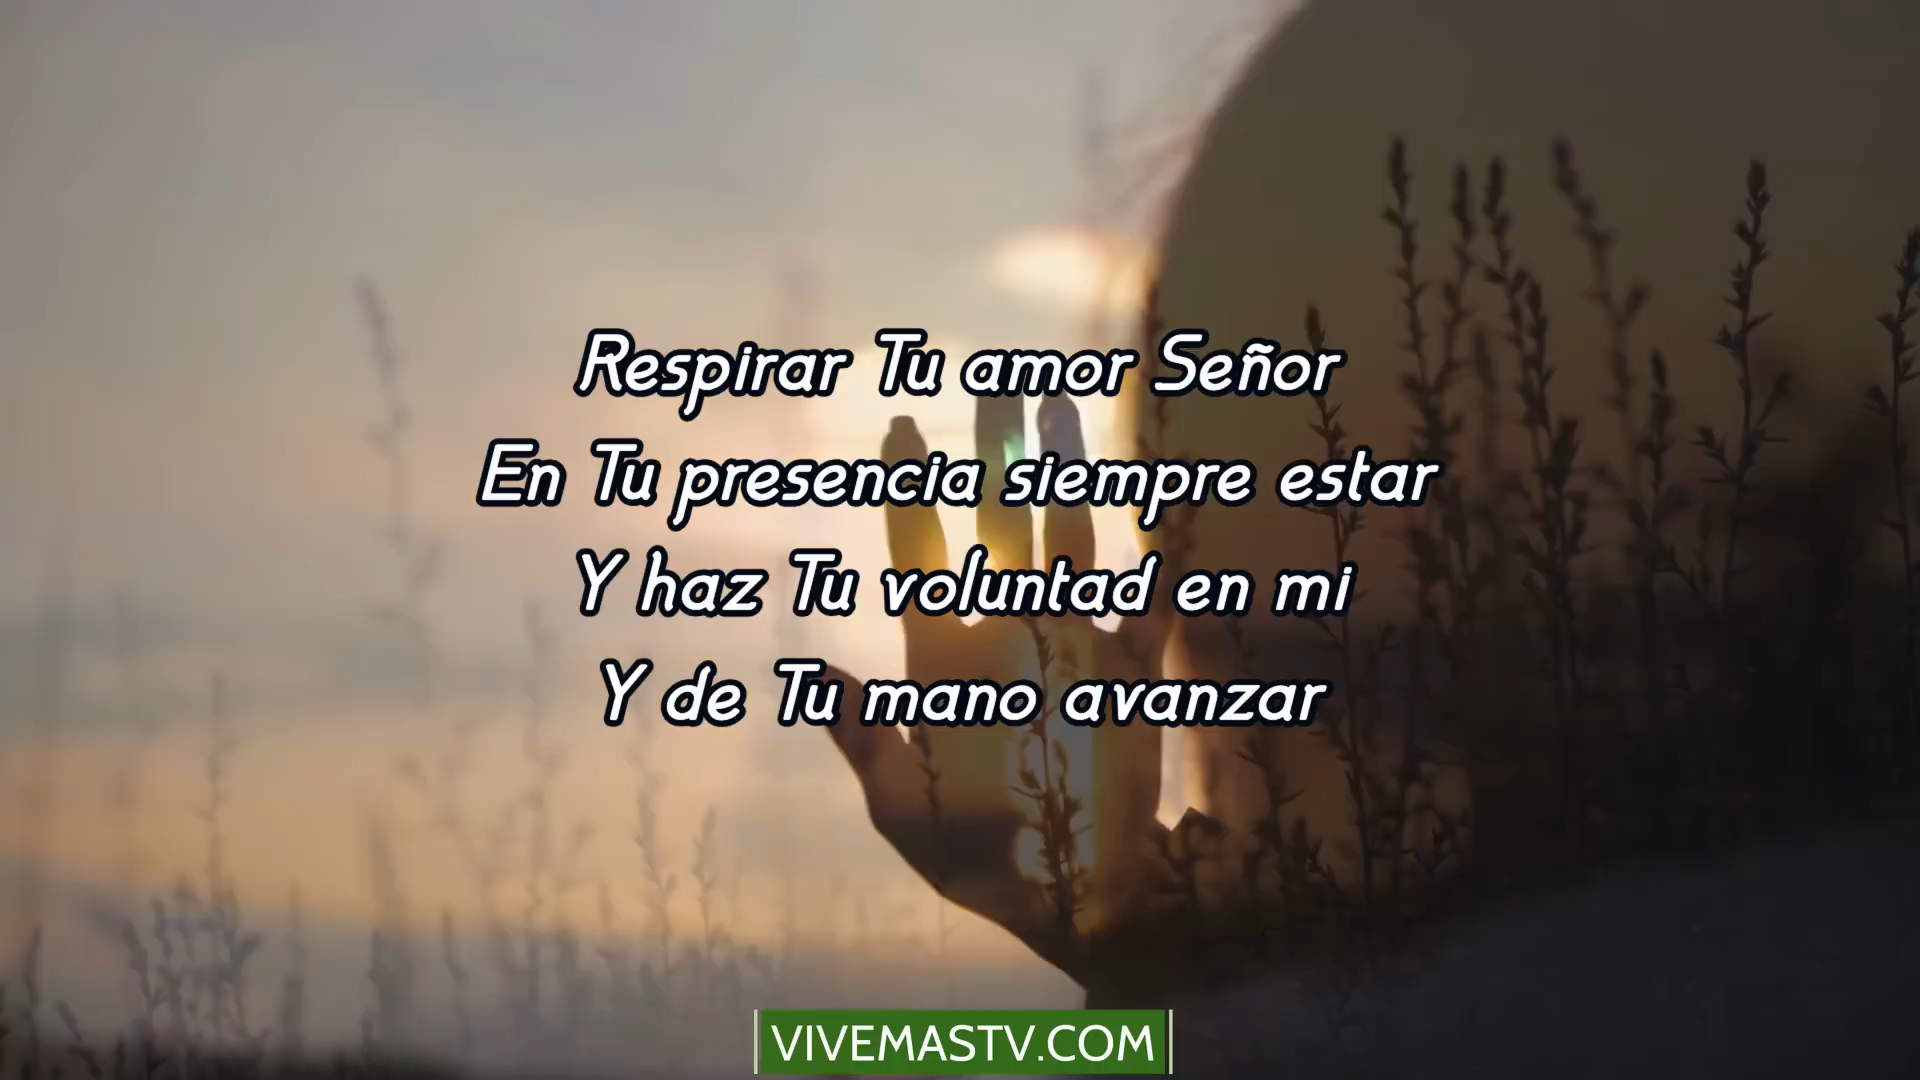 Respirar Tu amor Señor
En Tu presencia siempre estar
Y haz Tu voluntad en mi
Y de Tu mano avanzar
VIVEMASTV.COM